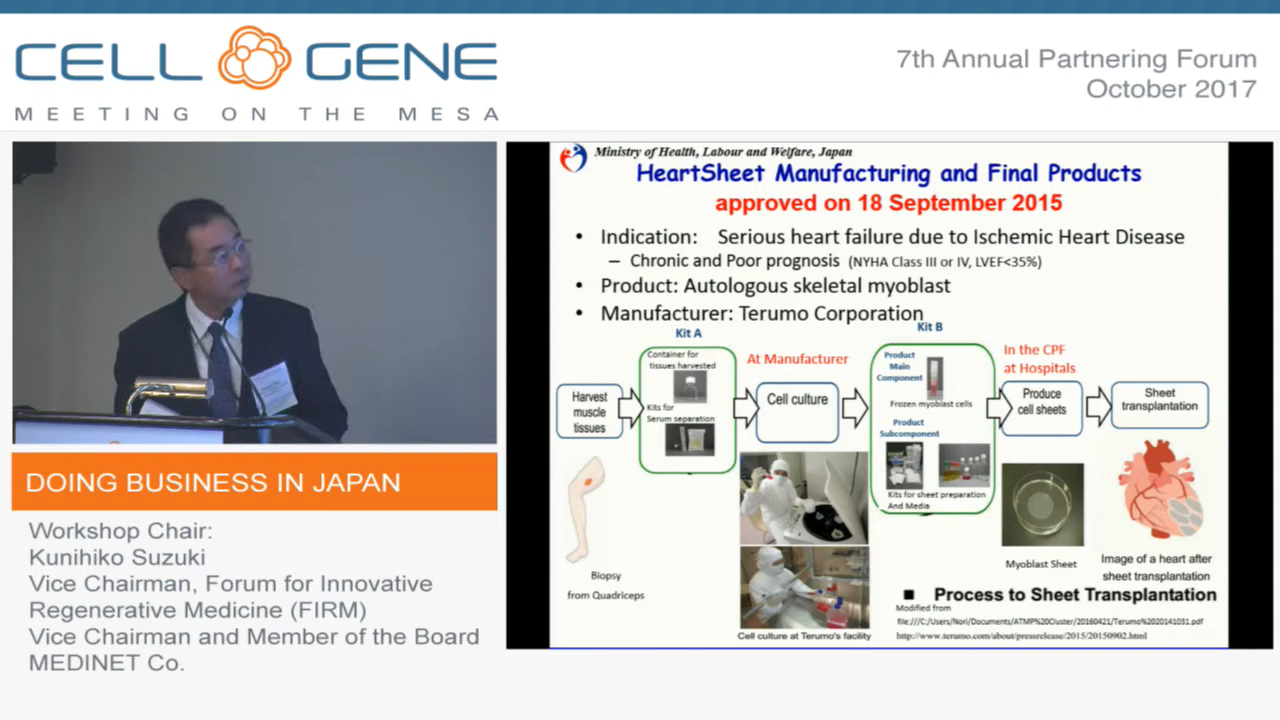 CELL GENE
MEETING ON THE MESA
7th Annual Partnering Forum
October 2017
Ministry of Health, Labour and Welfare, Japan
HeartSheet Manufacturing and Final Products
approved on 18 September 2015
• Indication: Serious heart failure due to Ischemic Heart Disease
– Chronic and Poor prognosis (NYHA Class III or IV, LVEF<35%)
• Product: Autologous skeletal myoblast
• Manufacturer: Terumo Corporation
Kit A
Kit B
Harvest
muscle
tissues
Container for
tissues harvested
Kits for
Serum separation
At Manufacturer
Cell culture
Product
Main
Component
Frozen myoblast cells
Product
Subcomponent
Kits for sheet preparation
And Media
In the CPF
at Hospitals
Produce
cell sheets
Sheet
transplantation
Biopsy
from Quadriceps
Cell culture at Terumo's facility
Myoblast Sheet
Image of a heart after
sheet transplantation
■ Process to Sheet Transplantation
Modified from
file:///C:/Users/Nori/Documents/ATMP%20Cluster/20160421/Terumo%2020141031.pdf
http://www.terumo.com/about/pressrelease/2015/20150902.html
DOING BUSINESS IN JAPAN
Workshop Chair:
Kunihiko Suzuki
Vice Chairman, Forum for Innovative
Regenerative Medicine (FIRM)
Vice Chairman and Member of the Board
MEDINET Co.